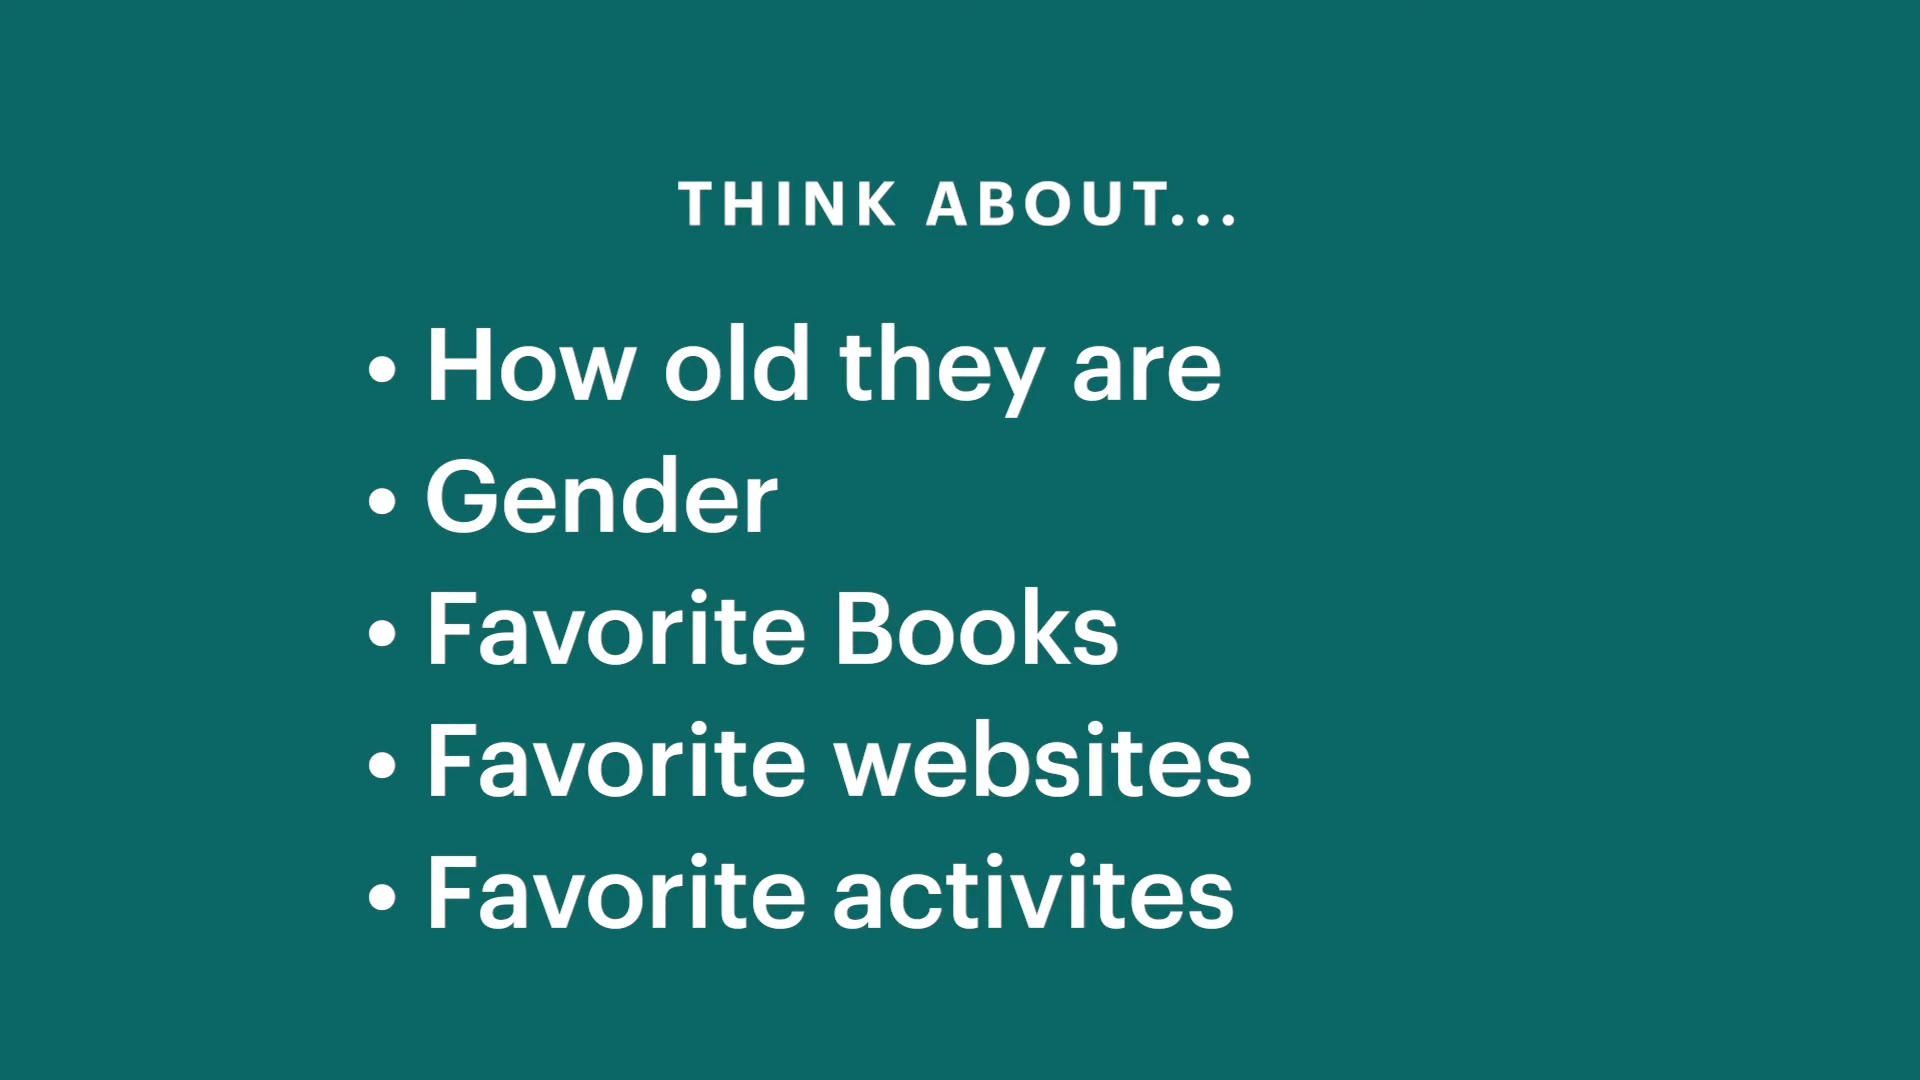 THINK ABOUT...
• How old they are
• Gender
• Favorite Books
• Favorite websites
• Favorite activites